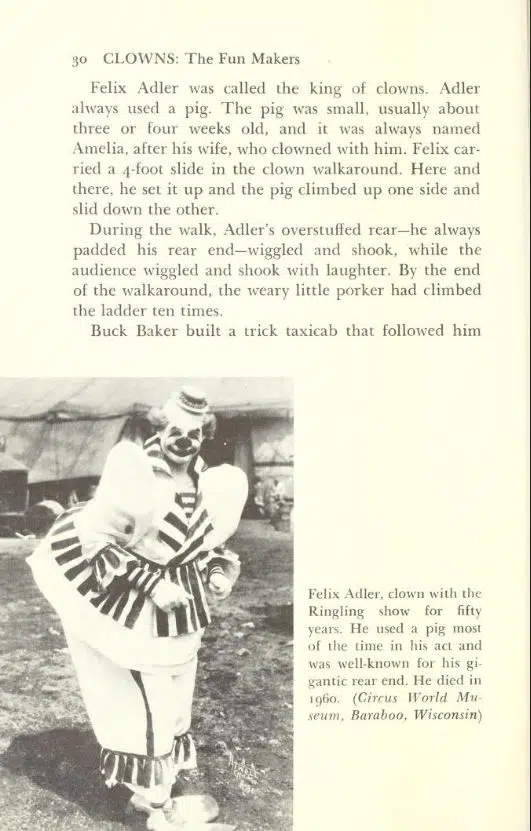 30 CLOWNS: The Fun Makers
Felix Adler was called the king of clowns. Adler
always used a pig. The pig was small, usually about
three or four weeks old, and it was always named
Amelia, after his wife, who clowned with him. Felix car-
ried a 4-foot slide in the clown walkaround. Here and
there, he set it up and the pig climbed up one side and
slid down the other.
During the walk, Adler's overstuffed rear—he always
padded his rear end—wiggled and shook, while the
audience wiggled and shook with laughter. By the end
of the walkaround, the weary little porker had climbed
the ladder ten times.
Buck Baker built a trick taxicab that followed him
Felix Adler, clown with the
Ringling show for fifty
years. He used a pig most
of the time in his act and
was well-known for his gi-
gantic rear end. He died in
1960. (Circus World Mu-
seum, Baraboo, Wisconsin)